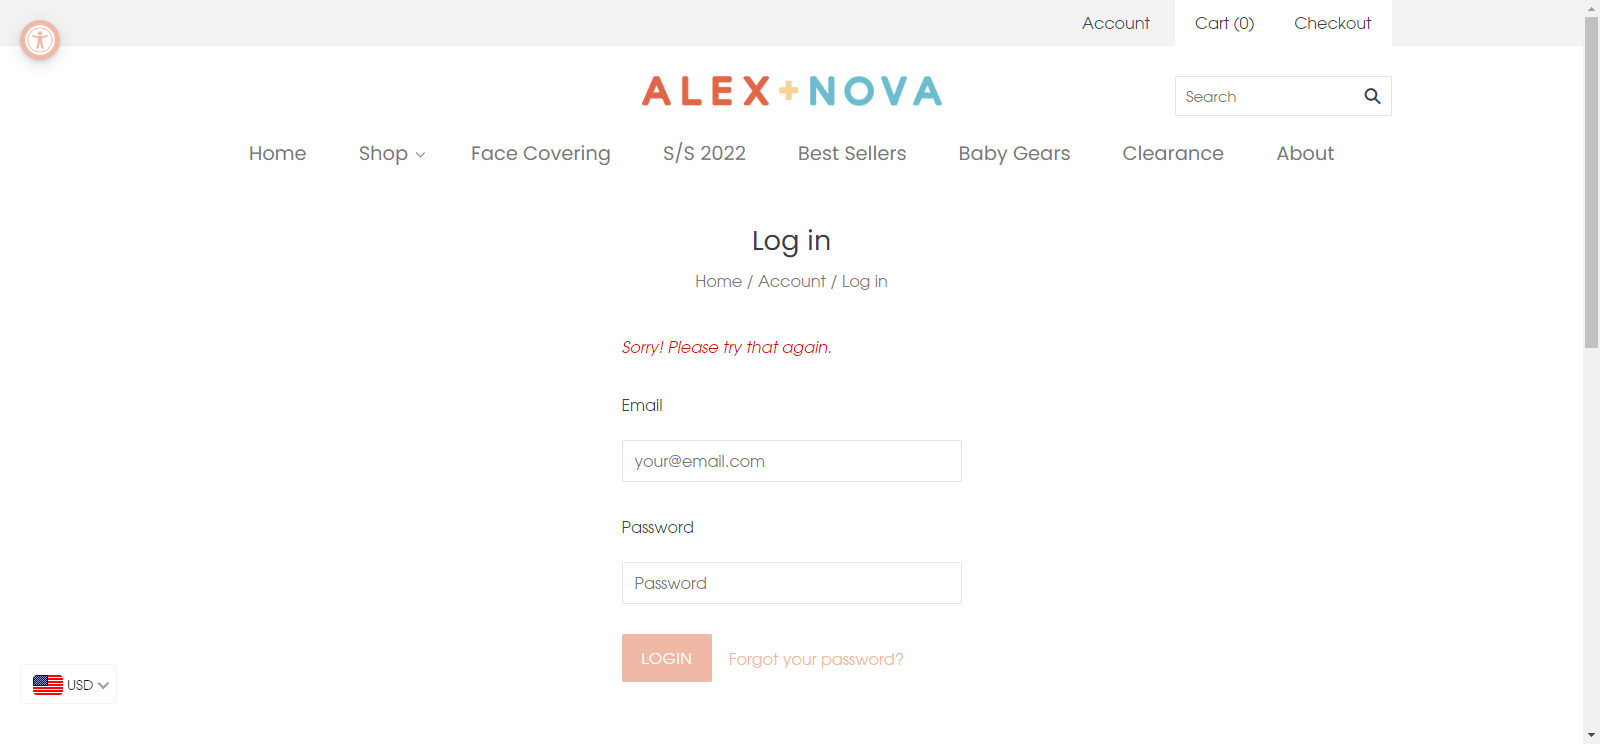 Account Cart (0) Checkout
ALEX+NOVA
Search
Home Shop Face Covering S/S 2022 Best Sellers Baby Gears Clearance About
Log in
Home / Account / Log in
Sorry! Please try that again.
Email
your@email.com
Password
Password
LOGIN Forgot your password?
USD